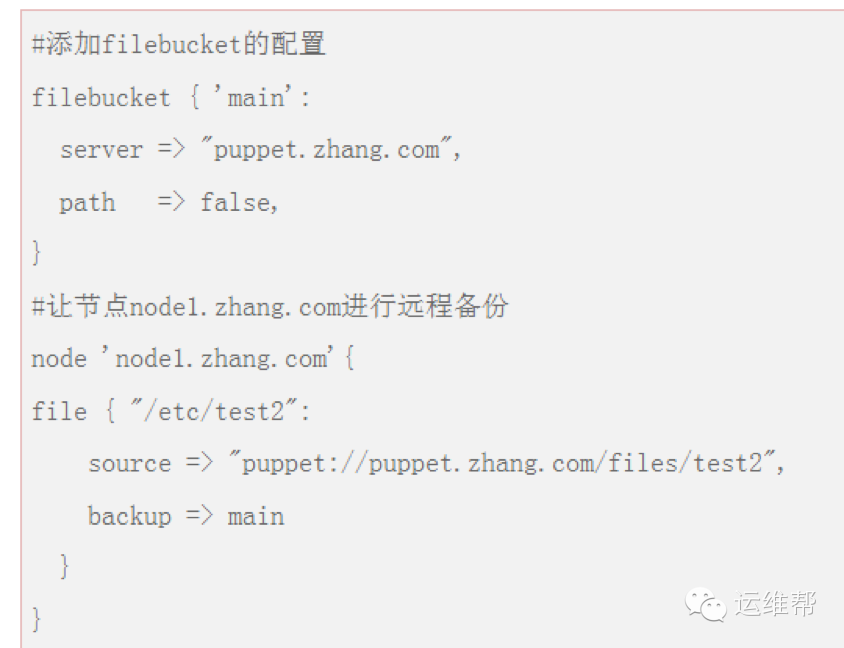 #添加filebucket的配置
filebucket { 'main':
  server => "puppet.zhang.com",
  path   => false,
}
#让节点node1.zhang.com进行远程备份
node 'node1.zhang.com'{
file { "/etc/test2":
    source => "puppet://puppet.zhang.com/files/test2",
    backup => main
  }
}
运维帮